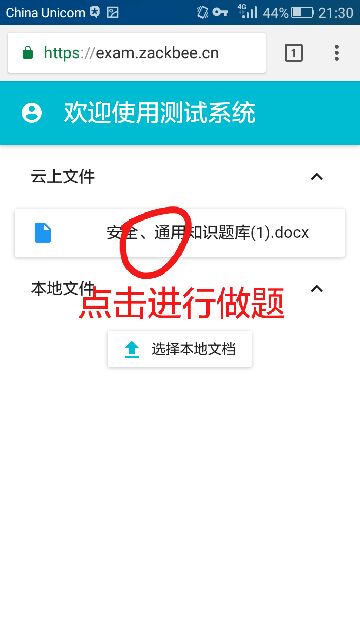 China Unicom 4G 44% 21:30
https://exam.zackbee.cn 1
欢迎使用测试系统
云上文件
安全、通用知识题库(1).docx
本地文件
点击进行做题
选择本地文档